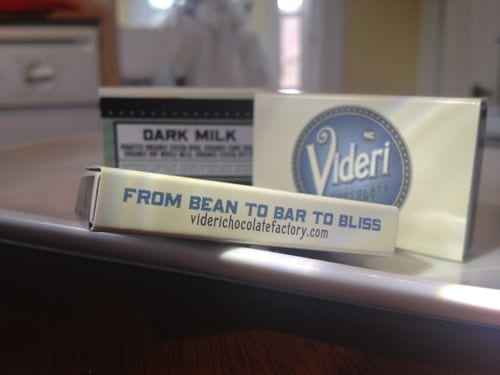 DARK MILK
NC
Videri
CHOCOLATE
FROM BEAN TO BAR TO BLISS
viderichocolatefactory.com